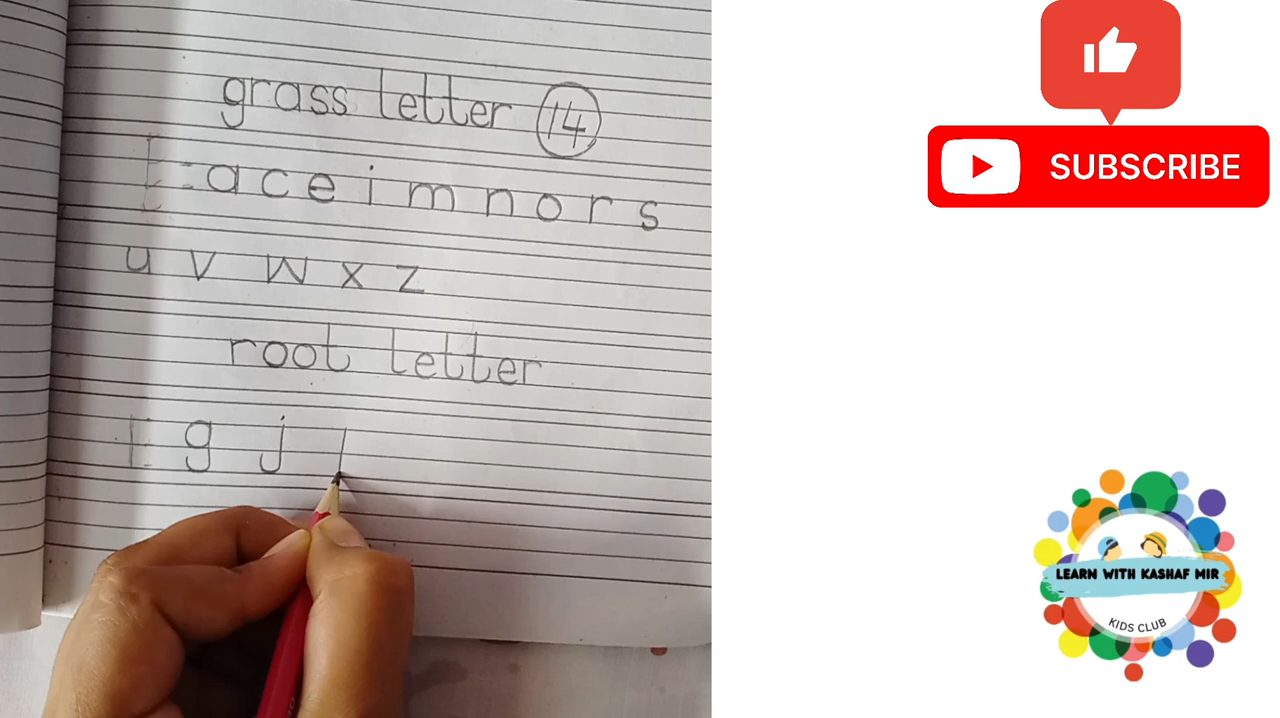 grass letter 14
a c e i m n o r s
u v w x z
root letter
g j
SUBSCRIBE
LEARN WITH KASHAF MIR
KIDS CLUB